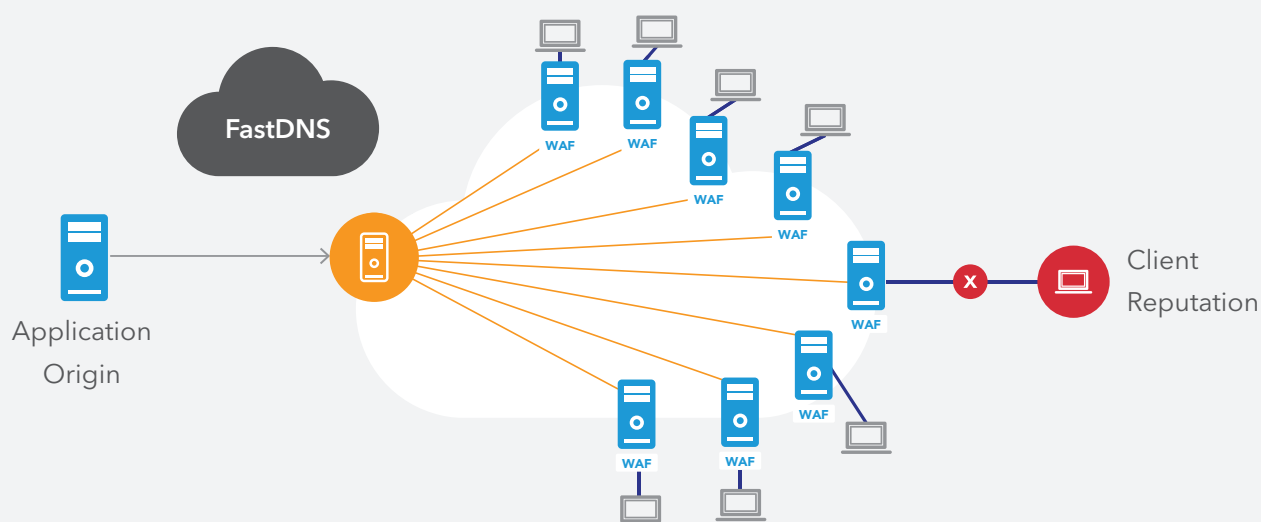 FastDNS
WAF
WAF
WAF
WAF
Application
Origin
X
Client
Reputation
WAF
WAF
WAF
WAF